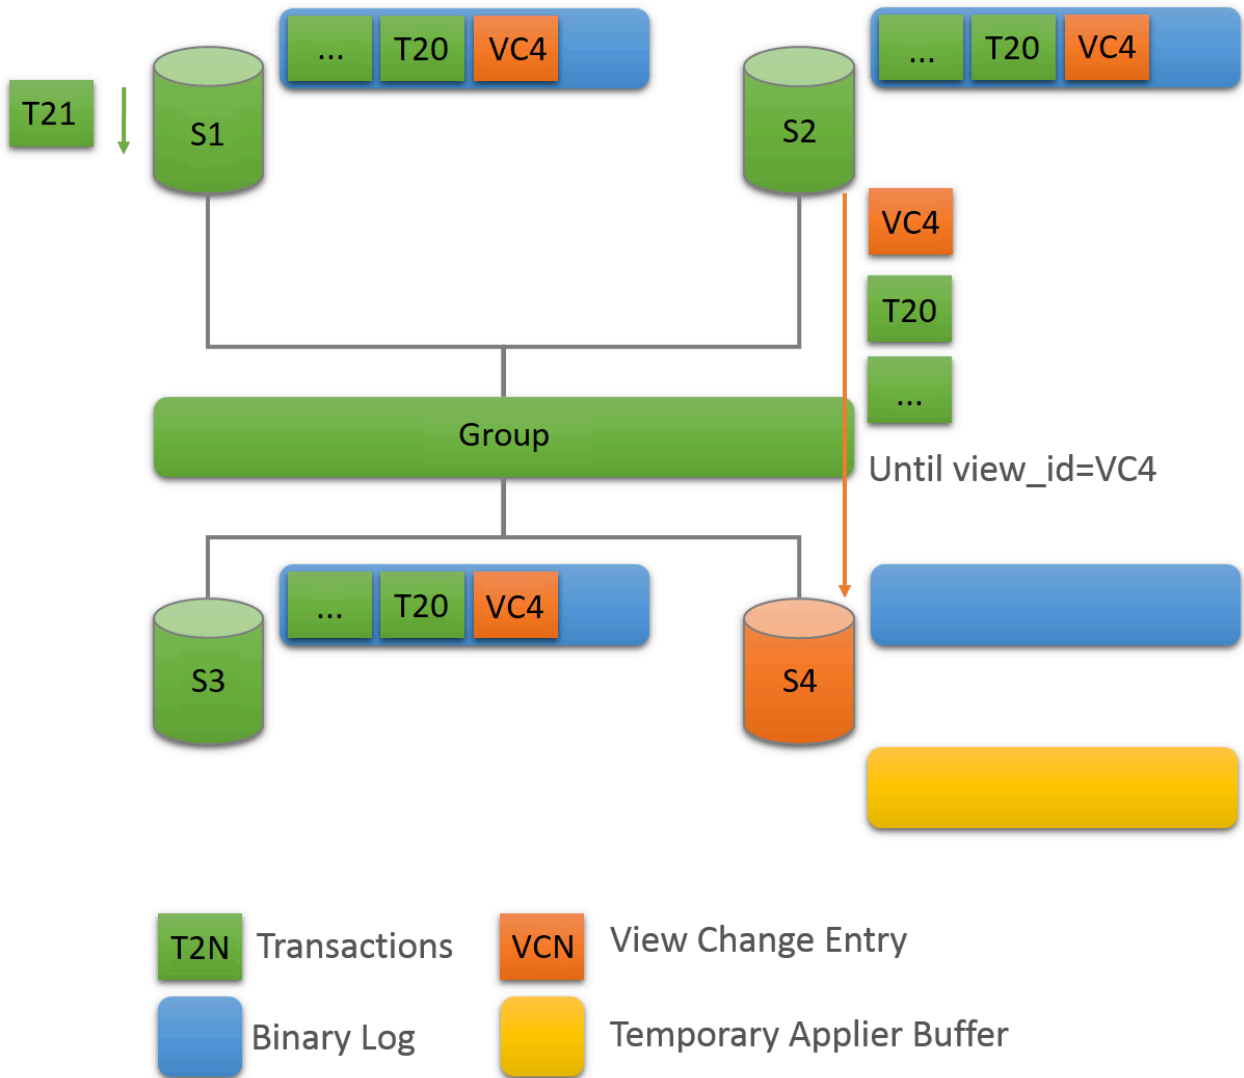 ... T20 VC4
... T20 VC4
T21
S1
S2
VC4
T20
...
Group
Until view_id=VC4
... T20 VC4
S3
S4
T2N Transactions
VCN View Change Entry
Binary Log
Temporary Applier Buffer